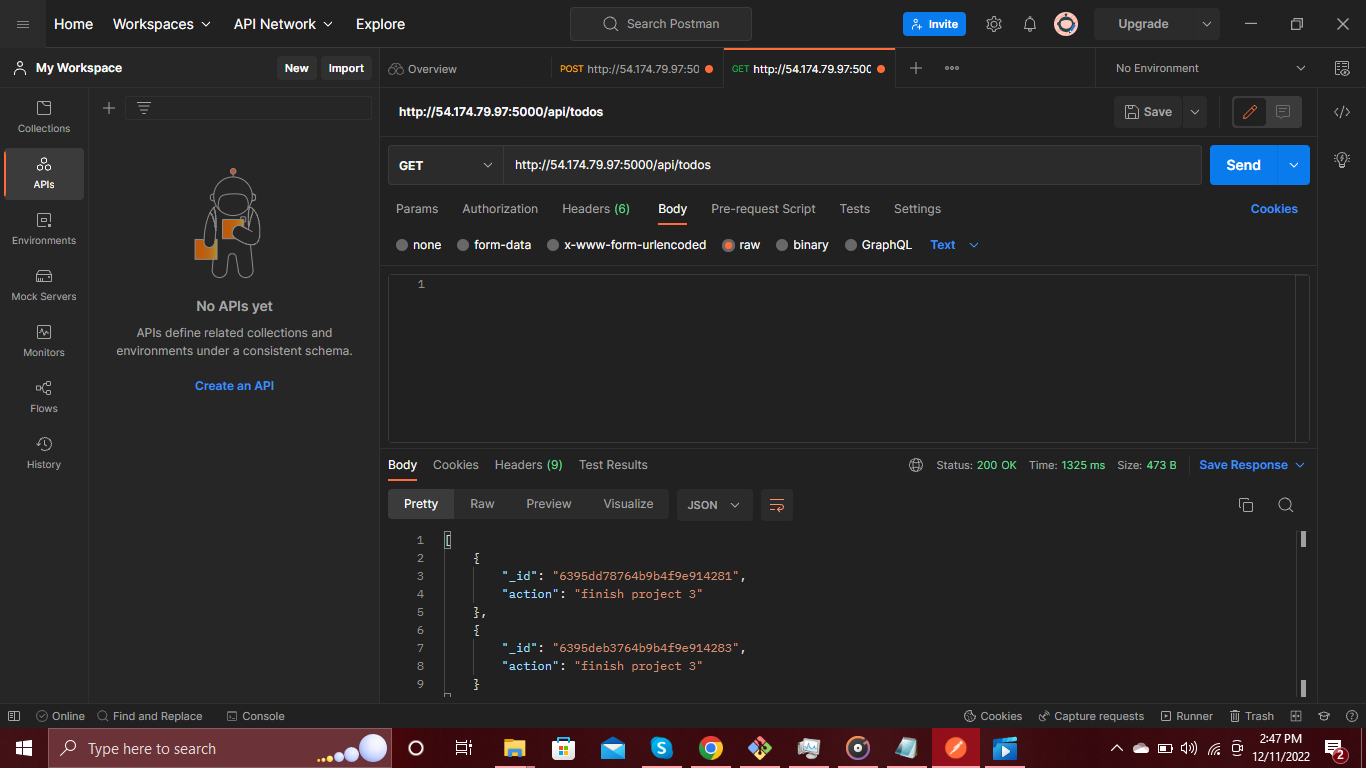 Home Workspaces API Network Explore Search Postman Invite Upgrade
My Workspace New Import Overview POST http://54.174.79.97:50 GET http://54.174.79.97:500 No Environment
Collections
APIs
Environments
Mock Servers
Monitors
Flows
History
No APIs yet
APIs define related collections and
environments under a consistent schema.
Create an API
http://54.174.79.97:5000/api/todos Save
GET http://54.174.79.97:5000/api/todos Send
Params Authorization Headers (6) Body Pre-request Script Tests Settings Cookies
none form-data x-www-form-urlencoded raw binary GraphQL Text
1
Body Cookies Headers (9) Test Results Status: 200 OK Time: 1325 ms Size: 473 B Save Response
Pretty Raw Preview Visualize JSON
1 [
2 {
3 "_id": "6395dd78764b9b4f9e914281",
4 "action": "finish project 3"
5 },
6 {
7 "_id": "6395deb3764b9b4f9e914283",
8 "action": "finish project 3"
9 }
Online Find and Replace Console Cookies Capture requests Runner Trash
Type here to search
2:47 PM
12/11/2022
2